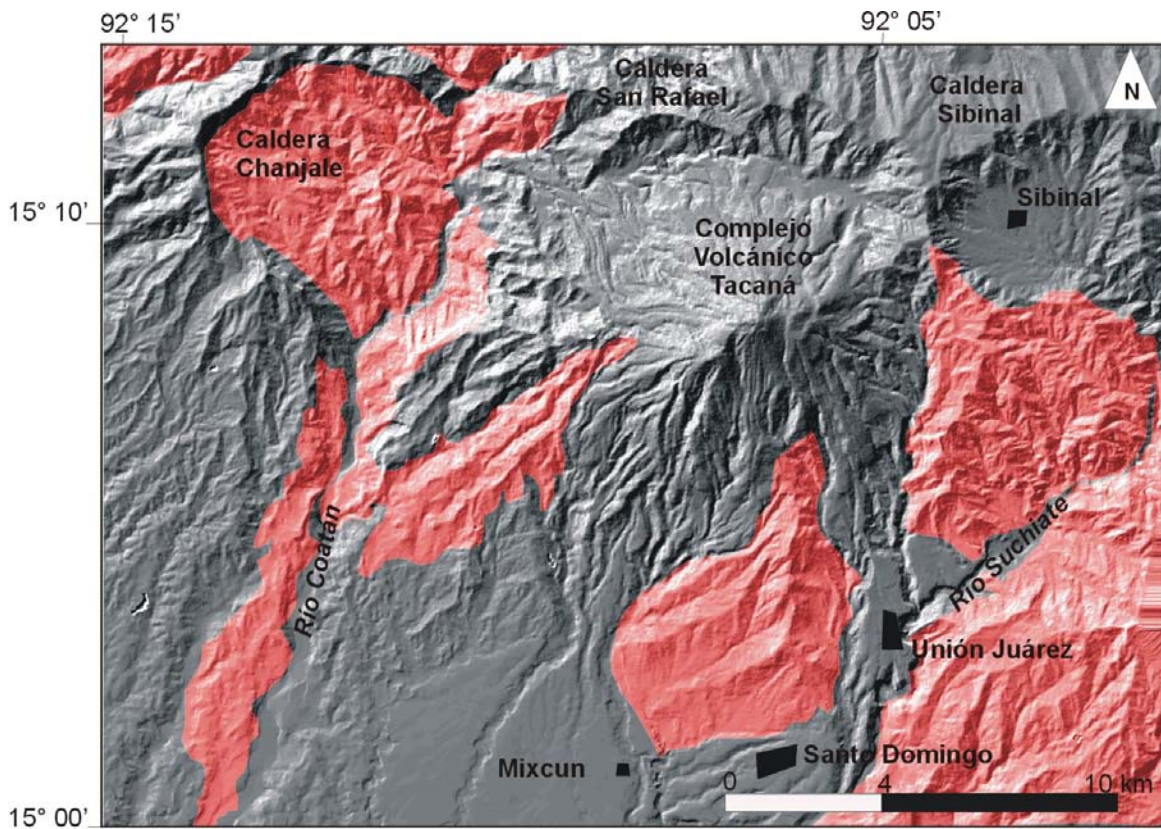 92° 15’
92° 05’
Caldera
San Rafael
Caldera
Sibinal
N
Caldera
Chanjale
15° 10’
Sibinal
Complejo
Volcánico
Tacaná
Río Coatán
Río Suchiate
Unión Juárez
Mixcun
Santo Domingo
0 4 10 km
15° 00’